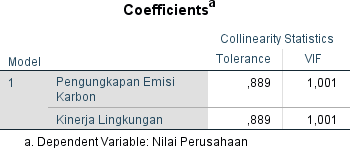 Coefficientsa
Collinearity Statistics
Model Tolerance VIF
1 Pengungkapan Emisi Karbon ,889 1,001
Kinerja Lingkungan ,889 1,001
a. Dependent Variable: Nilai Perusahaan